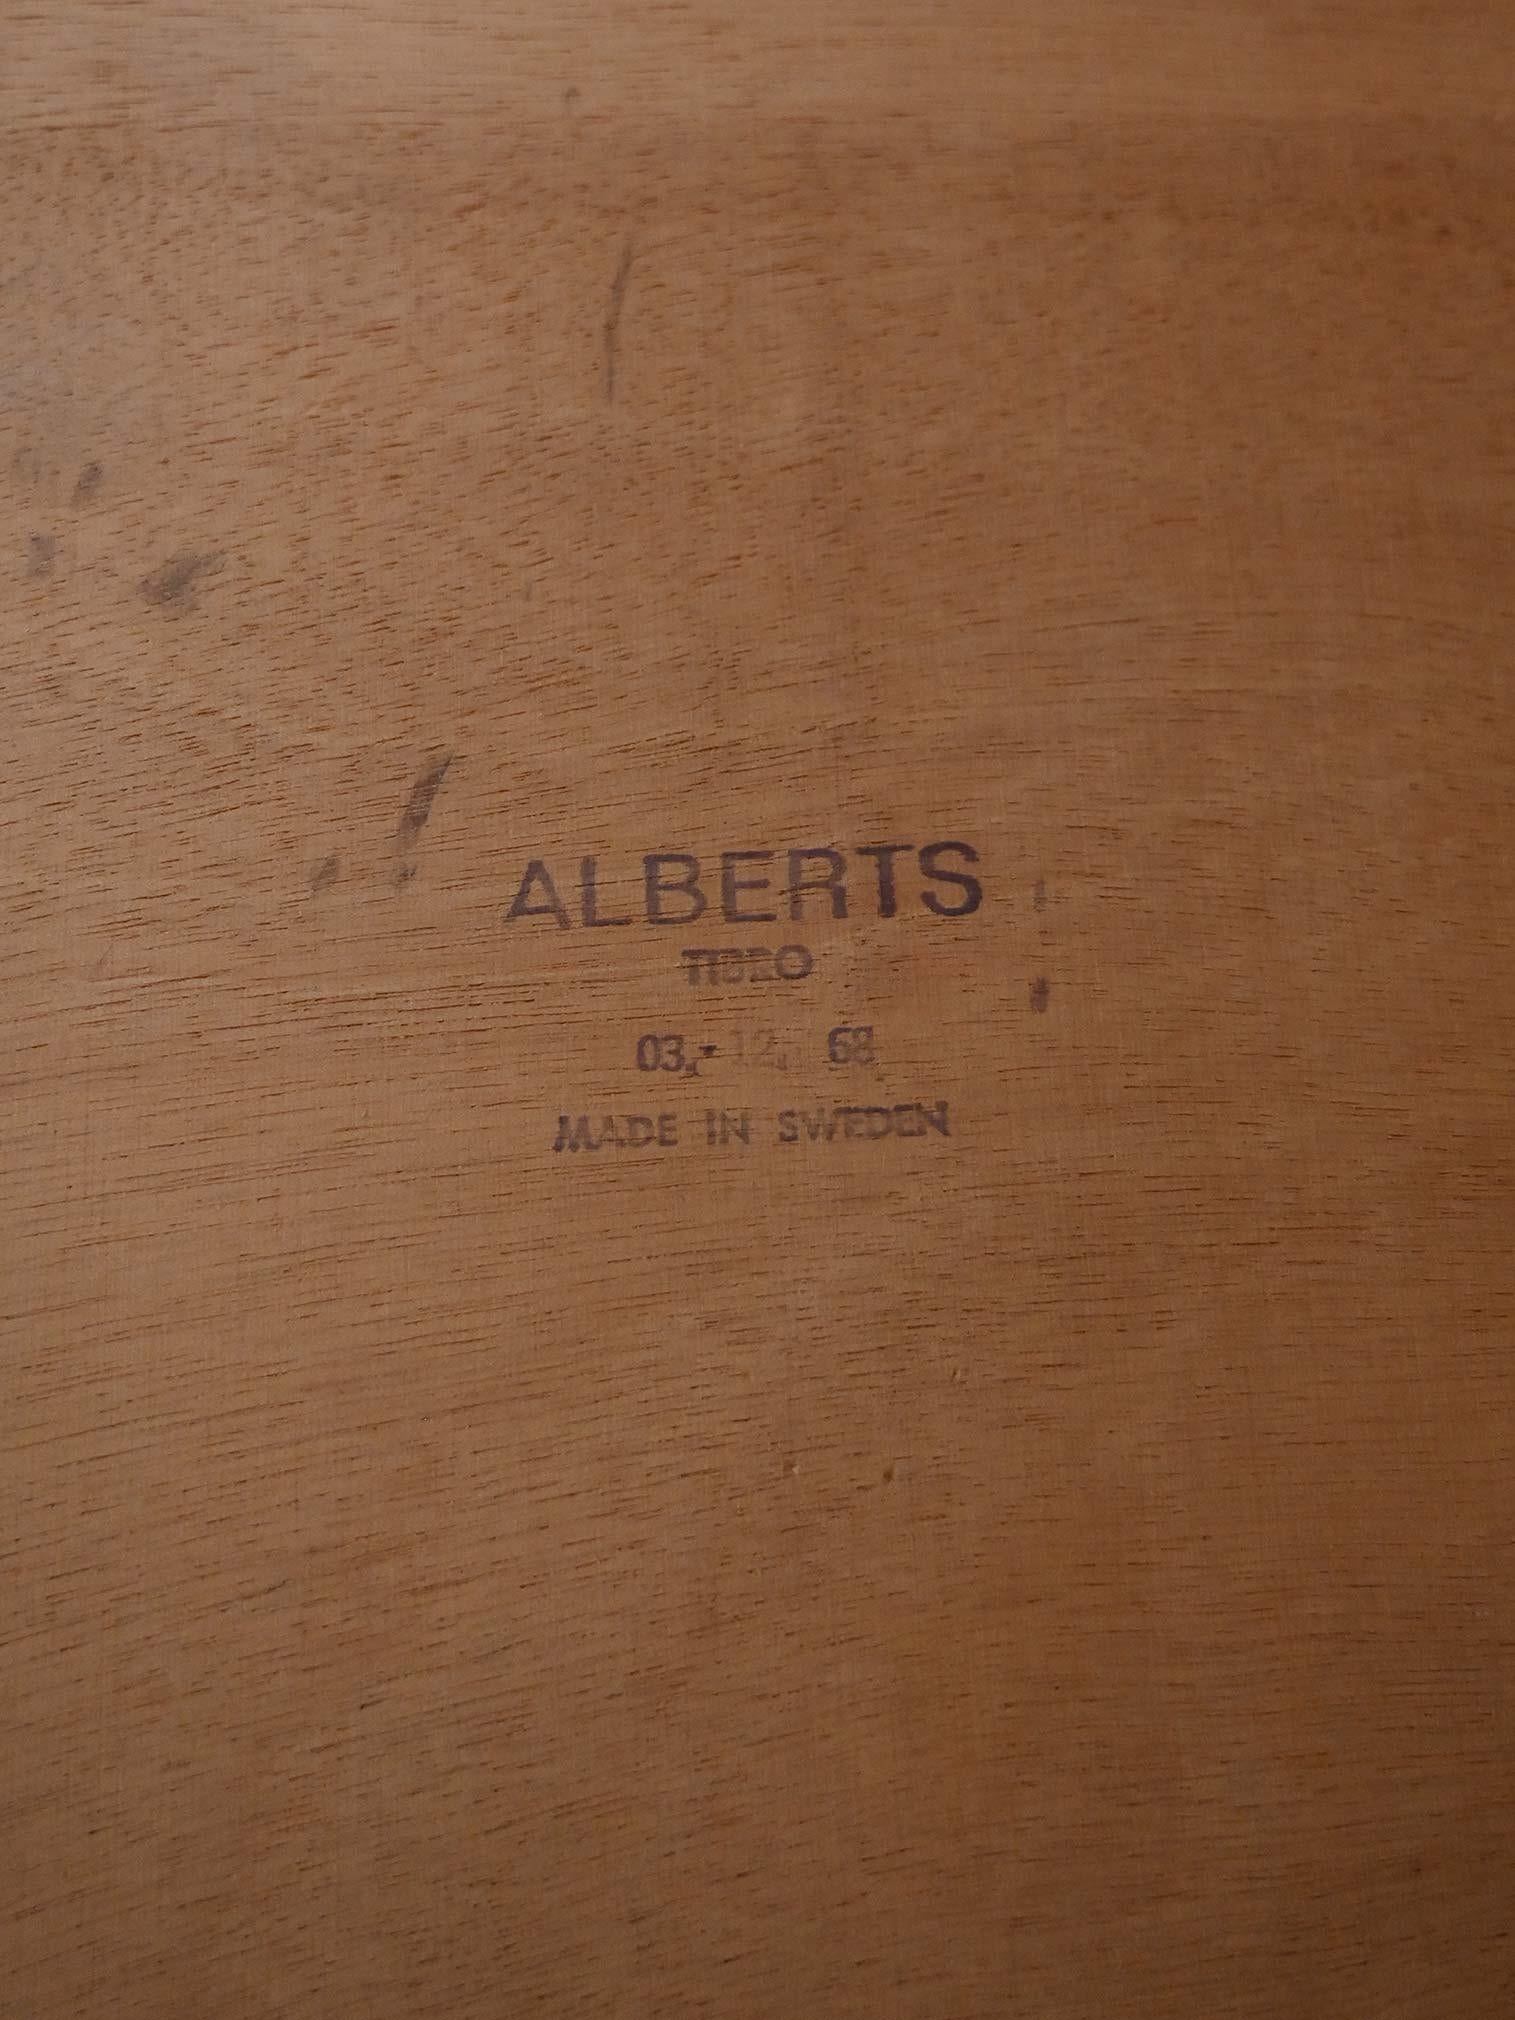 ALBERTS
TIBRO
03.- 12. 68
MADE IN SWEDEN